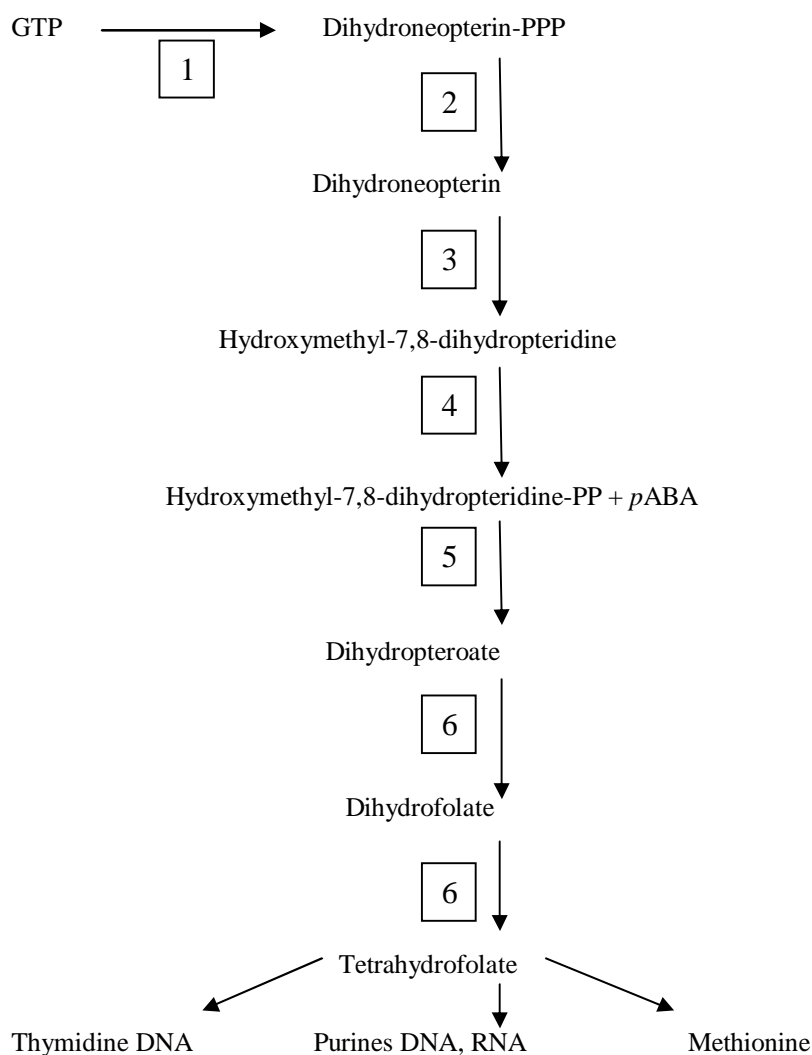 GTP Dihydroneopterin-PPP
1
2
Dihydroneopterin
3
Hydroxymethyl-7,8-dihydropteridine
4
Hydroxymethyl-7,8-dihydropteridine-PP + pABA
5
Dihydropteroate
6
Dihydrofolate
6
Tetrahydrofolate
Thymidine DNA Purines DNA, RNA Methionine